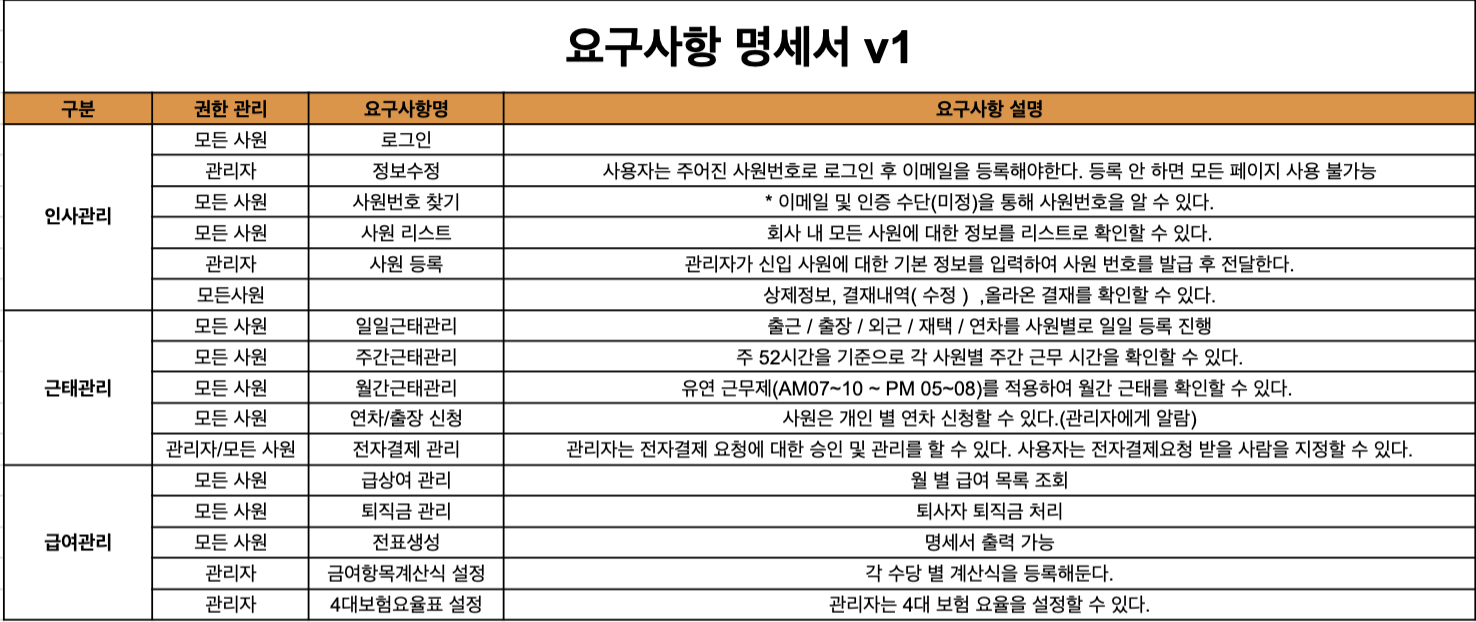 요구사항 명세서 v1
구분 권한 관리 요구사항명 요구사항 설명
인사관리
모든 사원 로그인
관리자 정보수정 사용자는 주어진 사원번호로 로그인 후 이메일을 등록해야한다. 등록 안 하면 모든 페이지 사용 불가능
모든 사원 사원번호 찾기 * 이메일 및 인증 수단(미정)을 통해 사원번호을 알 수 있다.
모든 사원 사원 리스트 회사 내 모든 사원에 대한 정보를 리스트로 확인할 수 있다.
관리자 사원 등록 관리자가 신입 사원에 대한 기본 정보를 입력하여 사원 번호를 발급 후 전달한다.
모든사원 상제정보, 결재내역( 수정 ) ,올라온 결재를 확인할 수 있다.
근태관리
모든 사원 일일근태관리 출근 / 출장 / 외근 / 재택 / 연차를 사원별로 일일 등록 진행
모든 사원 주간근태관리 주 52시간을 기준으로 각 사원별 주간 근무 시간을 확인할 수 있다.
모든 사원 월간근태관리 유연 근무제(AM07~10 ~ PM 05~08)를 적용하여 월간 근태를 확인할 수 있다.
모든 사원 연차/출장 신청 사원은 개인 별 연차 신청할 수 있다.(관리자에게 알람)
관리자/모든 사원 전자결제 관리 관리자는 전자결제 요청에 대한 승인 및 관리를 할 수 있다. 사용자는 전자결제요청 받을 사람을 지정할 수 있다.
급여관리
모든 사원 급상여 관리 월 별 급여 목록 조회
모든 사원 퇴직금 관리 퇴사자 퇴직금 처리
모든 사원 전표생성 명세서 출력 가능
관리자 금여항목계산식 설정 각 수당 별 계산식을 등록해둔다.
관리자 4대보험요율표 설정 관리자는 4대 보험 요율을 설정할 수 있다.